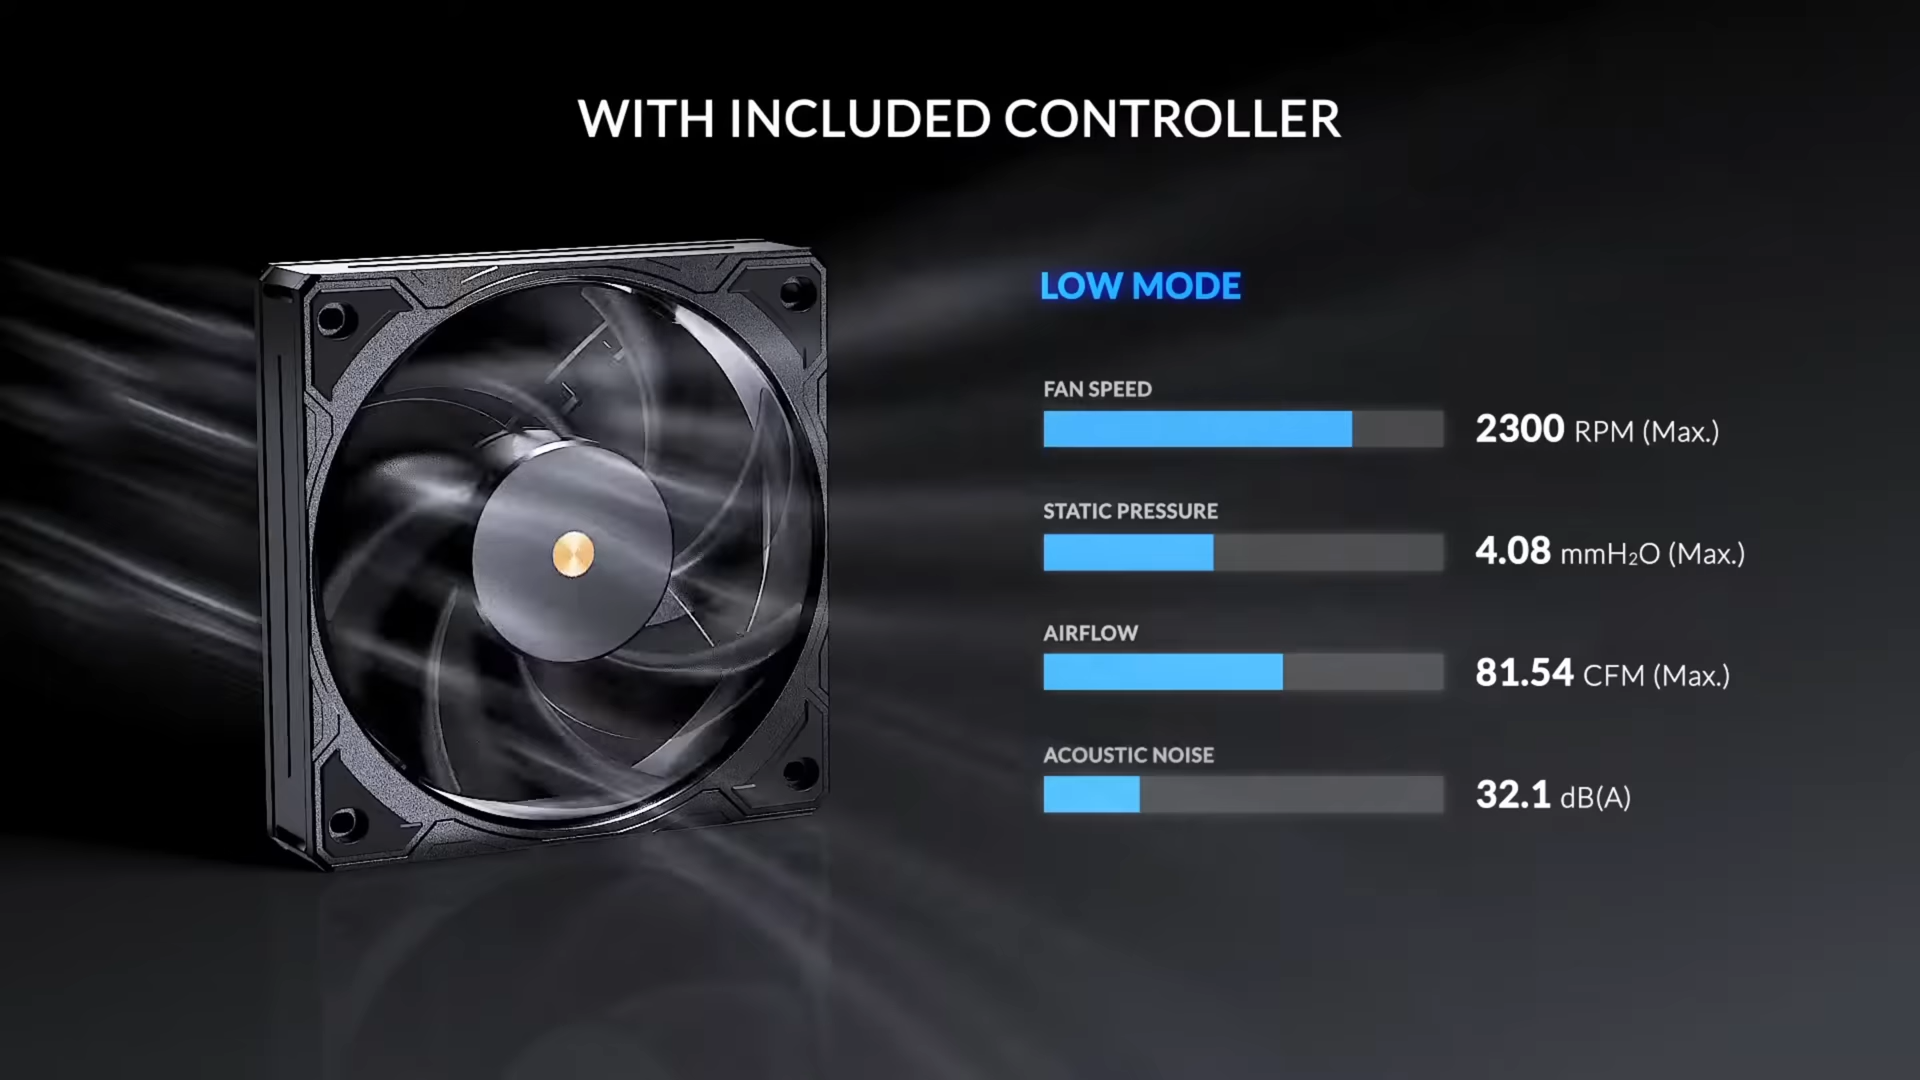 WITH INCLUDED CONTROLLER
LOW MODE
FAN SPEED
2300 RPM (Max.)
STATIC PRESSURE
4.08 mmH₂O (Max.)
AIRFLOW
81.54 CFM (Max.)
ACOUSTIC NOISE
32.1 dB(A)